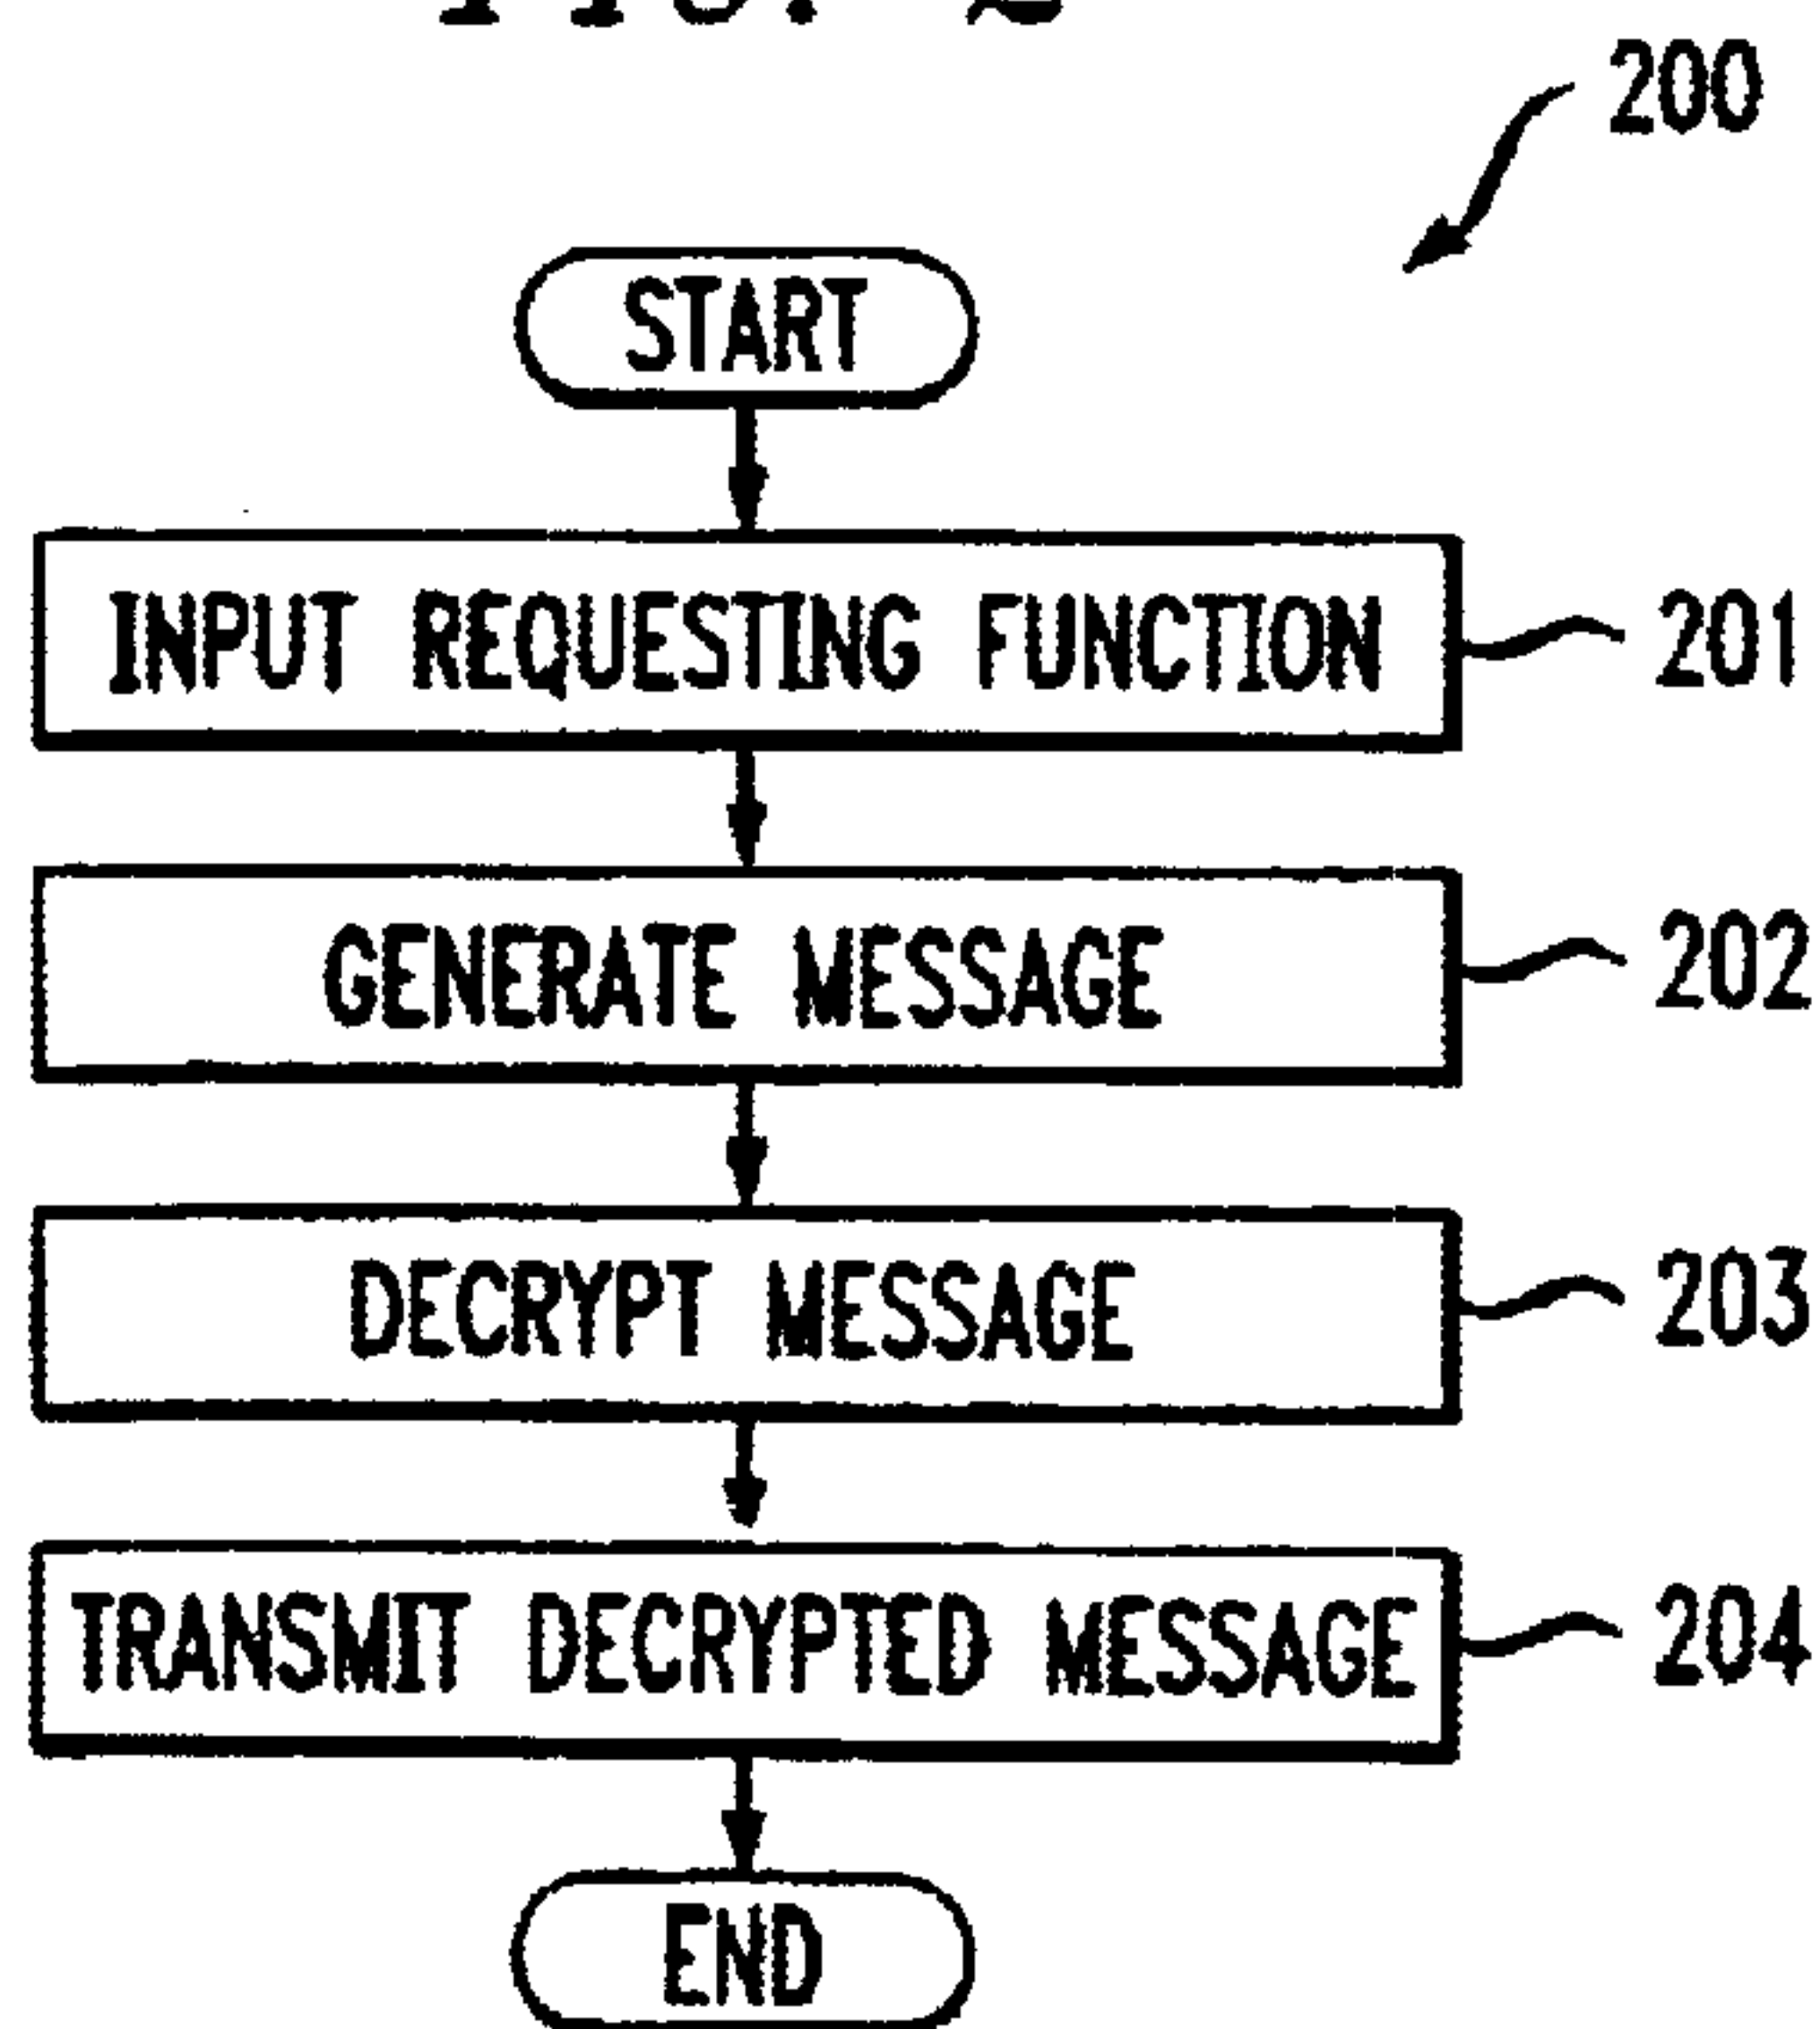 200
START
INPUT REQUESTING FUNCTION
201
GENERATE MESSAGE
202
DECRYPT MESSAGE
203
TRANSMIT DECRYPTED MESSAGE
204
END